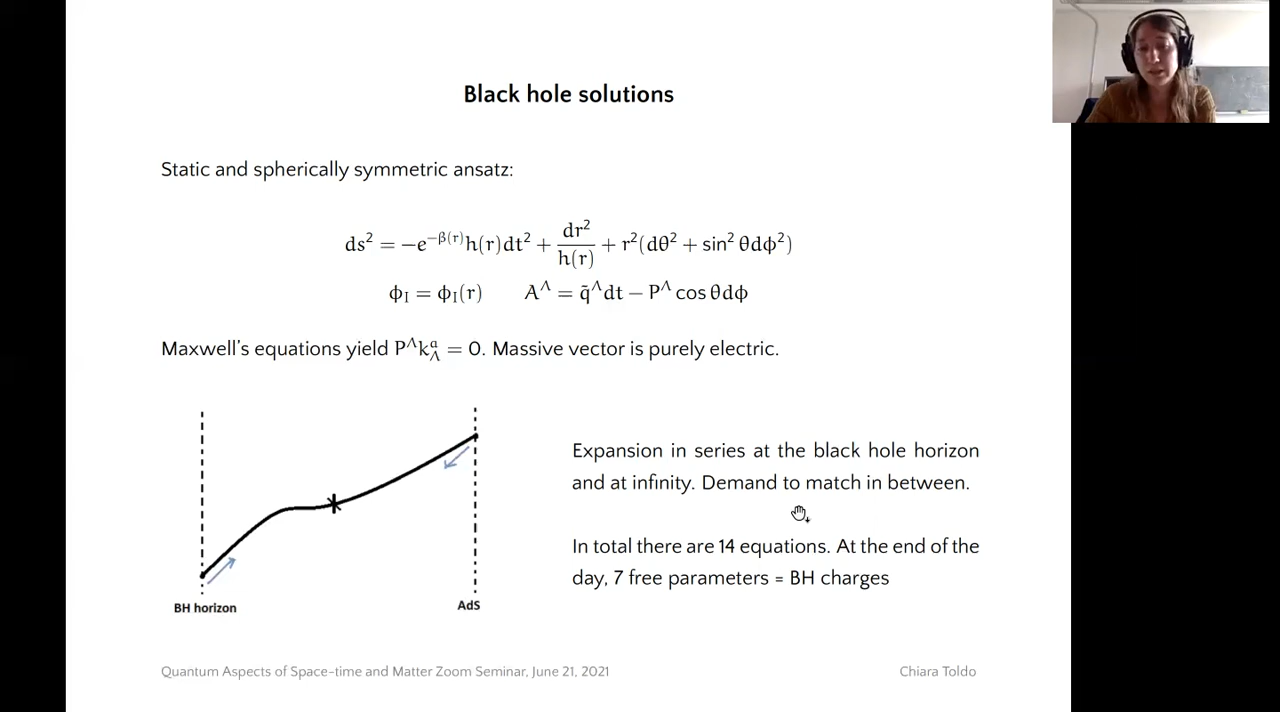 Black hole solutions
Static and spherically symmetric ansatz:
ds² = −e^{−β(r)}h(r)dt² + dr²/h(r) + r²(dθ² + sin² θdϕ²)
ϕ_I = ϕ_I(r) A^Λ = q̃^Λdt − P^Λ cos θdϕ
Maxwell's equations yield P^Λk^a_Λ = 0. Massive vector is purely electric.
Expansion in series at the black hole horizon
and at infinity. Demand to match in between.
In total there are 14 equations. At the end of the
day, 7 free parameters = BH charges
BH horizon
AdS
Quantum Aspects of Space-time and Matter Zoom Seminar, June 21, 2021
Chiara Toldo